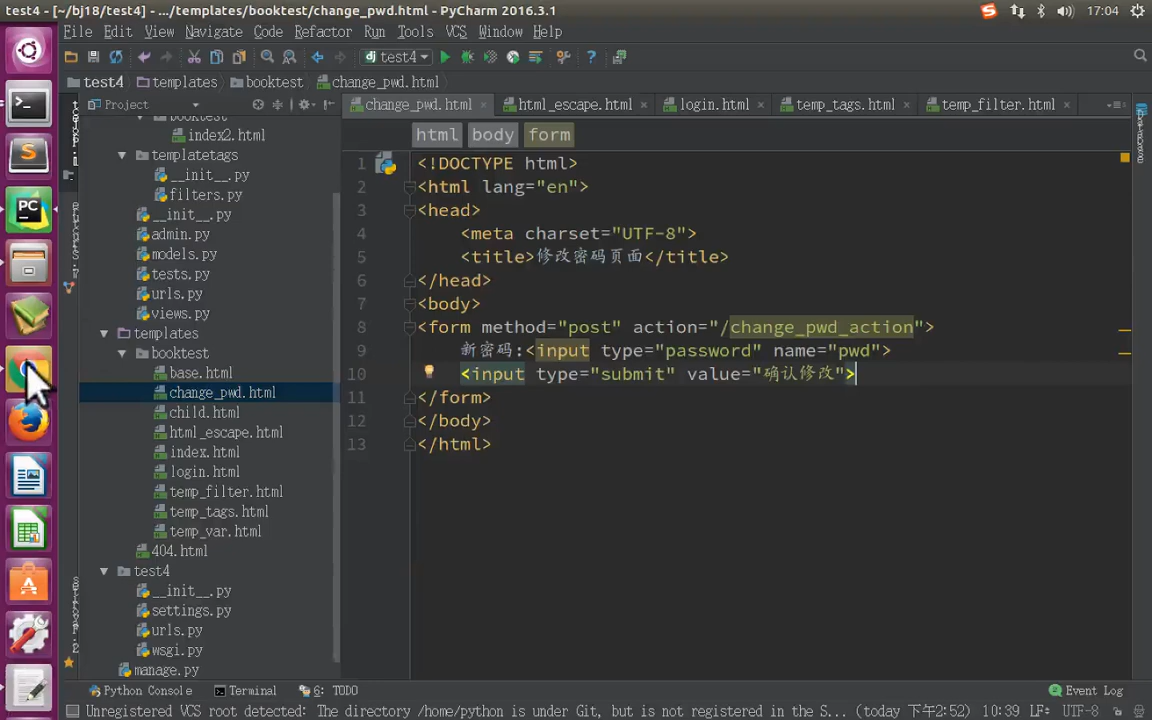 test4 - [~/bj18/test4] - .../templates/booktest/change_pwd.html - PyCharm 2016.3.1
17:04
File Edit View Navigate Code Refactor Run Tools VCS Window Help
test4
test4 templates booktest change_pwd.html
Project
change_pwd.html html_escape.html login.html temp_tags.html temp_filter.html
html body form
booktest
index2.html
templatetags
__init__.py
filters.py
__init__.py
admin.py
models.py
tests.py
urls.py
views.py
templates
booktest
base.html
change_pwd.html
child.html
html_escape.html
index.html
login.html
temp_filter.html
temp_tags.html
temp_var.html
404.html
test4
__init__.py
settings.py
urls.py
wsgi.py
manage.py
1 <!DOCTYPE html>
2 <html lang="en">
3 <head>
4 <meta charset="UTF-8">
5 <title>修改密码页面</title>
6 </head>
7 <body>
8 <form method="post" action="/change_pwd_action">
9 新密码:<input type="password" name="pwd">
10 <input type="submit" value="确认修改">
11 </form>
12 </body>
13 </html>
Python Console Terminal 6: TODO Event Log
Unregistered VCS root detected: The directory /home/python is under Git, but is not registered in the S... (today 下午2:52) 10:39 LF: UTF-8